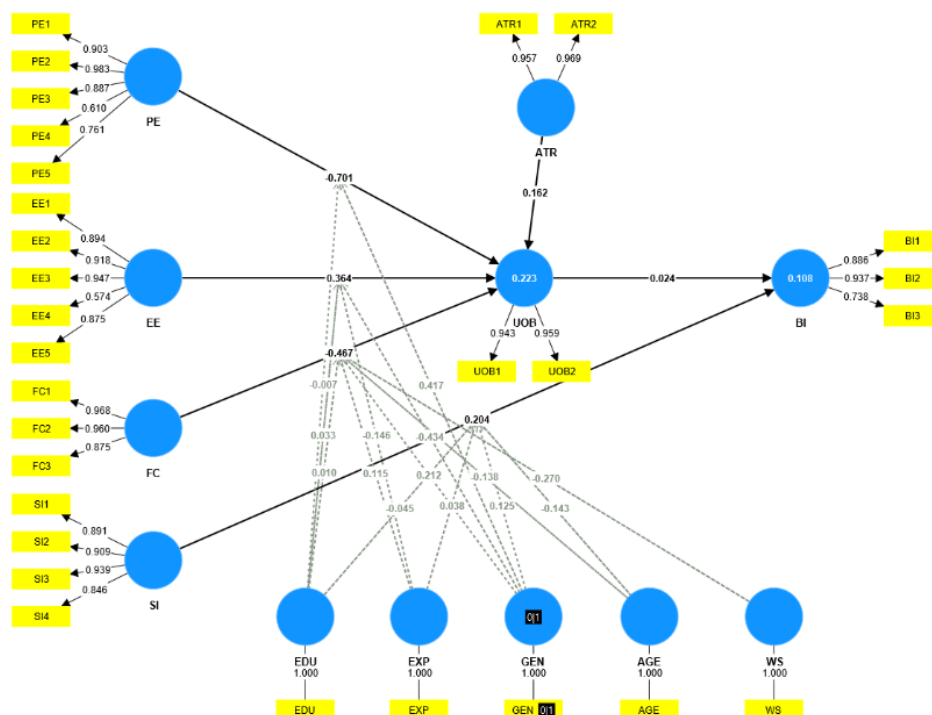 PE1
PE2
PE3
PE4
PE5
0.903
0.983
0.887
0.610
0.761
PE
ATR1
ATR2
0.957
0.969
ATR
-0.701
0.162
EE1
EE2
EE3
EE4
EE5
0.894
0.918
0.947
0.574
0.875
EE
0.364
0.223
UOB
0.024
0.108
BI
0.886
0.937
0.738
BI1
BI2
BI3
0.943
0.959
UOB1
UOB2
-0.467
FC1
FC2
FC3
0.968
0.960
0.875
FC
-0.007
0.417
0.204
0.033
-0.146
-0.434
0.010
0.115
0.212
-0.138
-0.270
-0.045
0.038
0.125
-0.143
SI1
SI2
SI3
SI4
0.891
0.909
0.939
0.846
SI
0|1
EDU EXP GEN AGE WS
1.000 1.000 1.000 1.000 1.000
EDU EXP GEN 0|1 AGE WS